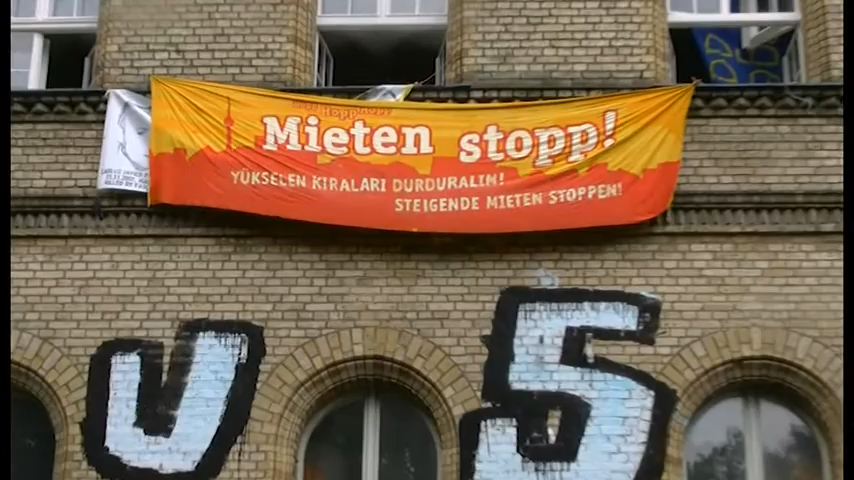 Mieten stopp!
YÜKSELEN KIRALARI DURDURALIM!
STEIGENDE MIETEN STOPPEN!
U S